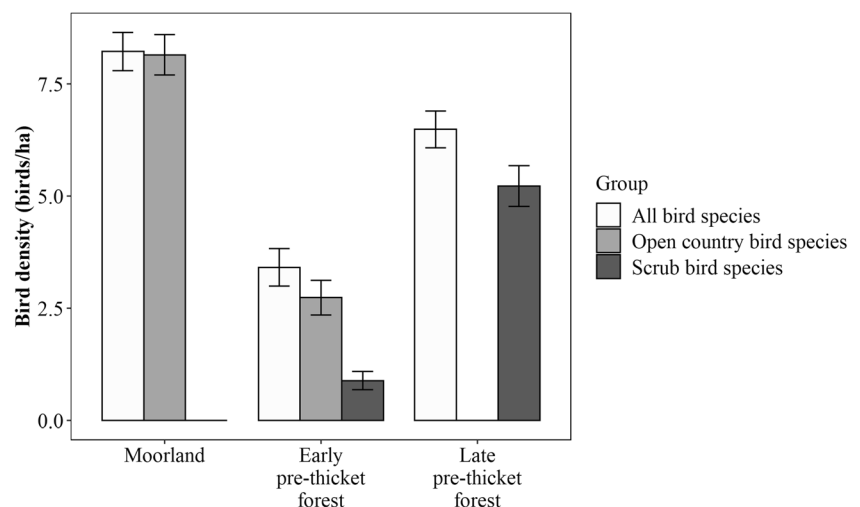 Bird density (birds/ha)
7.5
5.0
2.5
0.0
Moorland
Early
pre-thicket
forest
Late
pre-thicket
forest
Group
All bird species
Open country bird species
Scrub bird species